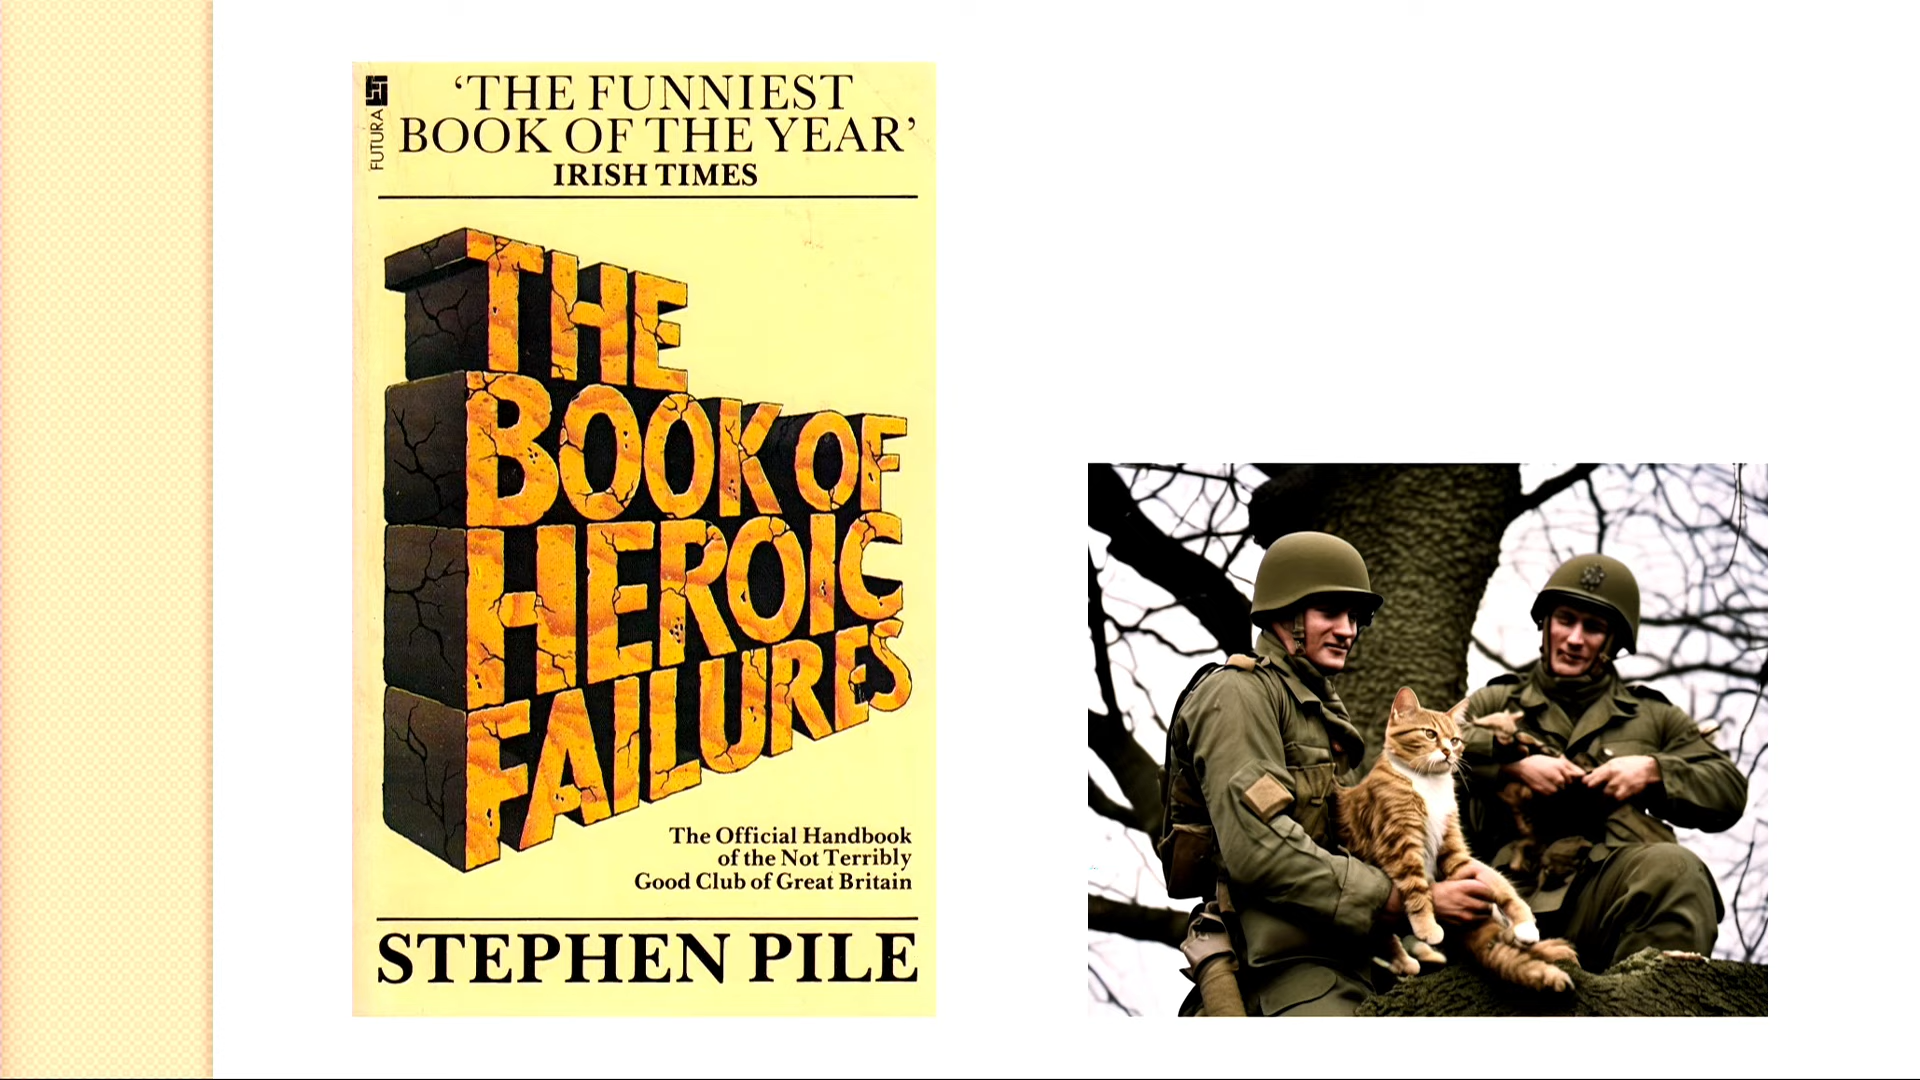 FUTURA
‘THE FUNNIEST
BOOK OF THE YEAR’
IRISH TIMES
THE
BOOK OF
HEROIC
FAILURES
The Official Handbook
of the Not Terribly
Good Club of Great Britain
STEPHEN PILE